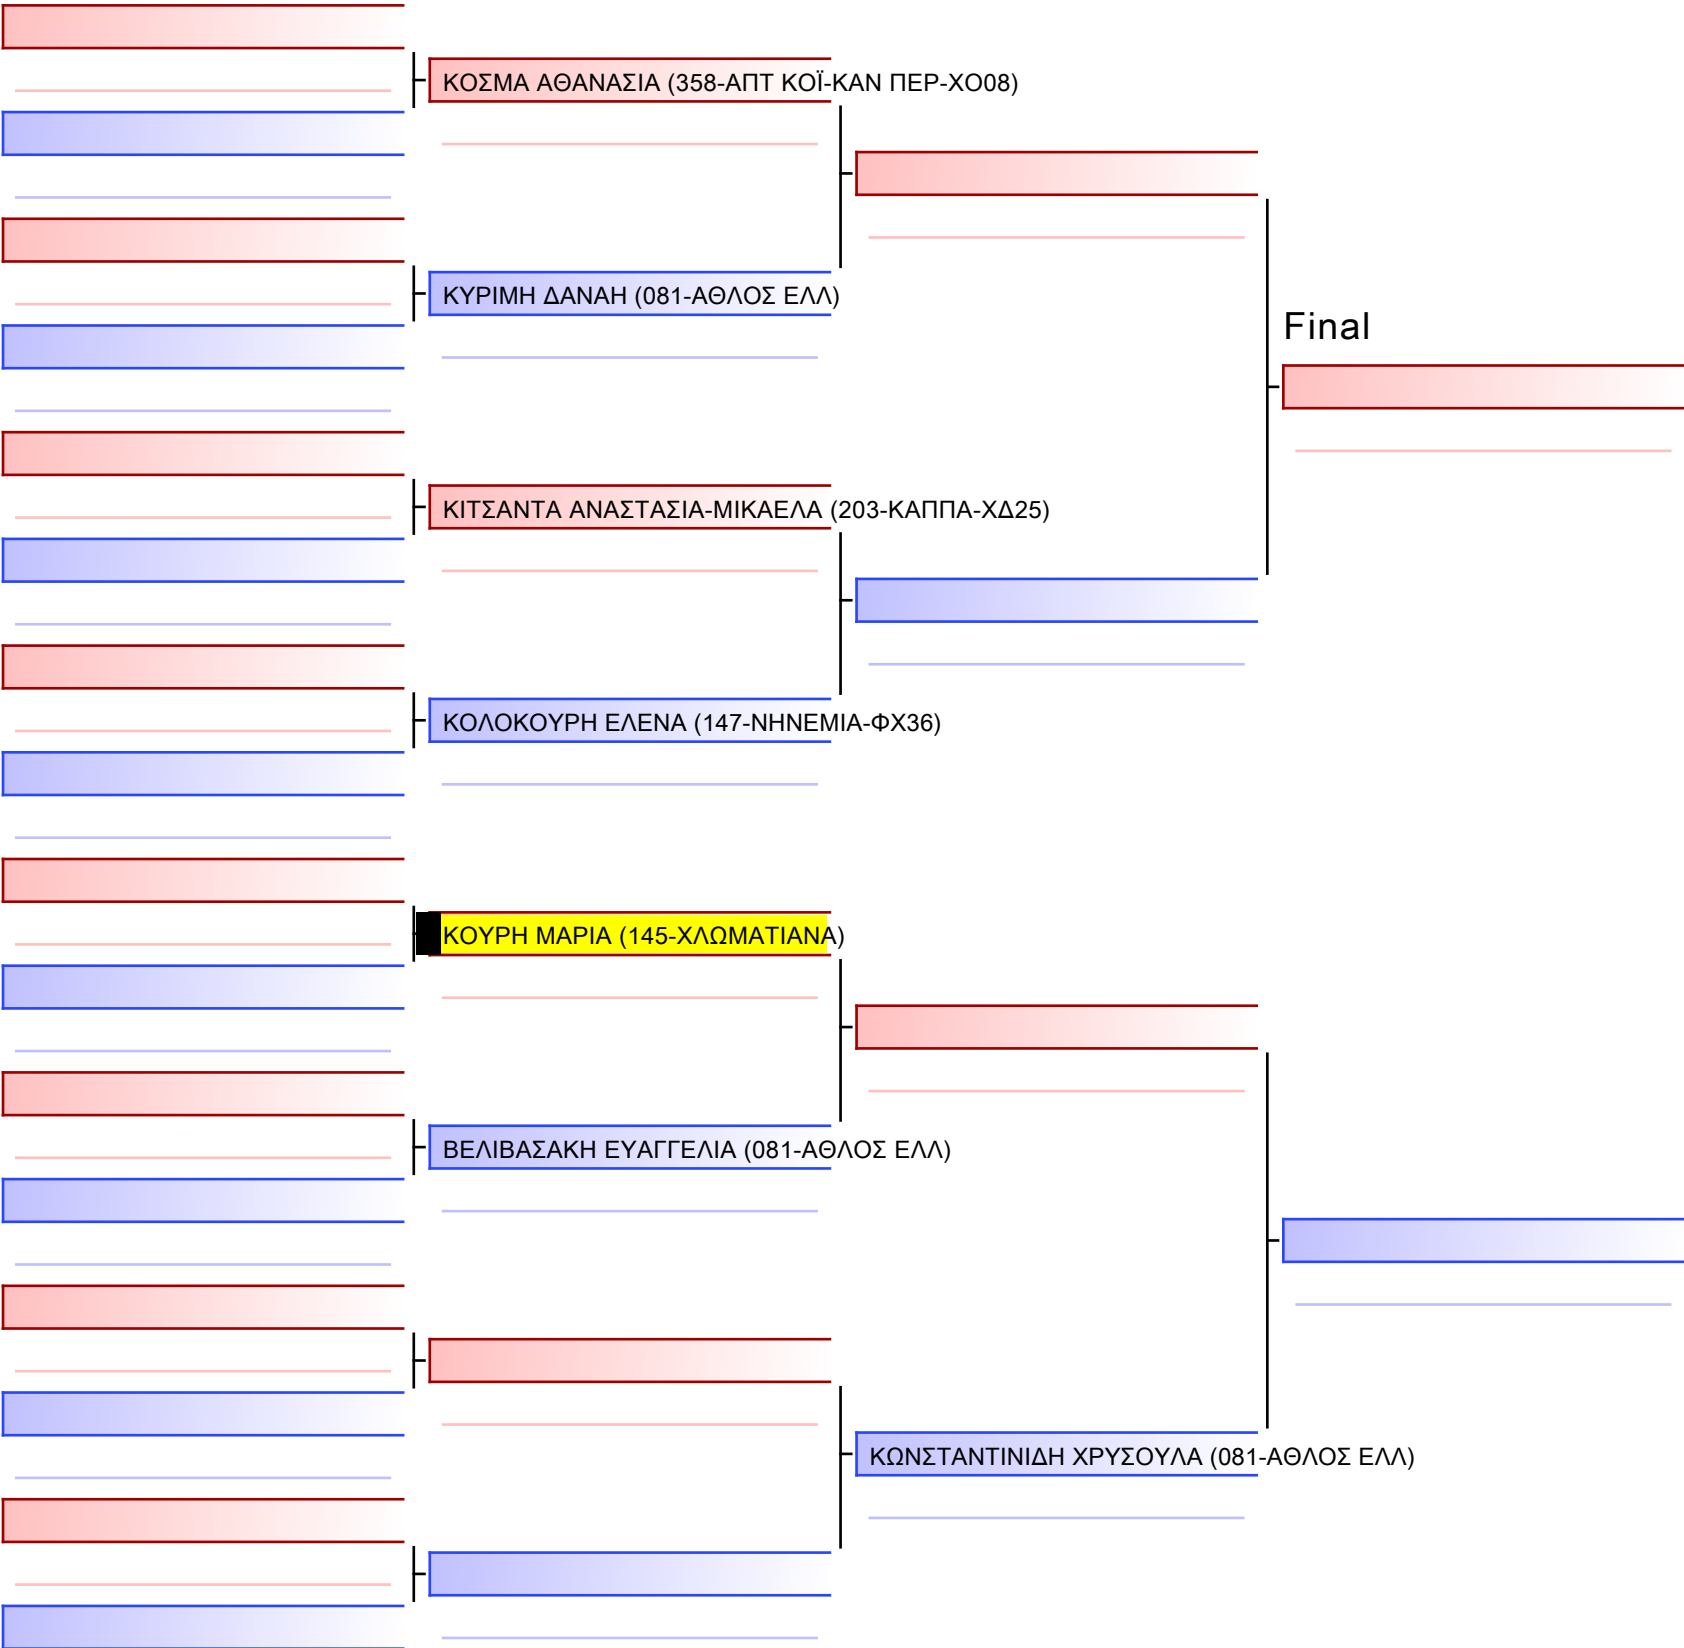 ΚΟΣΜΑ ΑΘΑΝΑΣΙΑ (358-ΑΠΤ ΚΟΪ-ΚΑΝ ΠΕΡ-ΧΟ08)
ΚΥΡΙΜΗ ΔΑΝΑΗ (081-ΑΘΛΟΣ ΕΛΛ)
Final
ΚΙΤΣΑΝΤΑ ΑΝΑΣΤΑΣΙΑ-ΜΙΚΑΕΛΑ (203-ΚΑΠΠΑ-ΧΔ25)
ΚΟΛΟΚΟΥΡΗ ΕΛΕΝΑ (147-ΝΗΝΕΜΙΑ-ΦΧ36)
ΚΟΥΡΗ ΜΑΡΙΑ (145-ΧΛΩΜΑΤΙΑΝΑ)
ΒΕΛΙΒΑΣΑΚΗ ΕΥΑΓΓΕΛΙΑ (081-ΑΘΛΟΣ ΕΛΛ)
ΚΩΝΣΤΑΝΤΙΝΙΔΗ ΧΡΥΣΟΥΛΑ (081-ΑΘΛΟΣ ΕΛΛ)